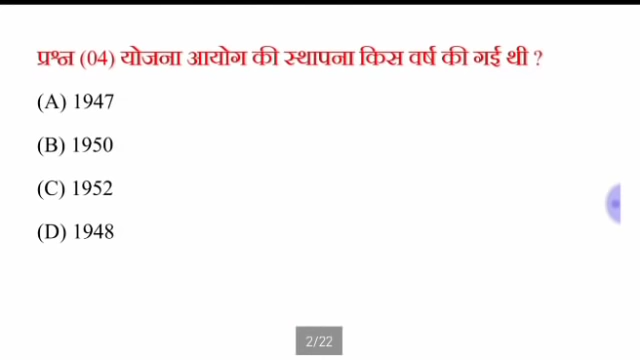 प्रश्न (04) योजना आयोग की स्थापना किस वर्ष की गई थी ?
(A) 1947
(B) 1950
(C) 1952
(D) 1948
2/22